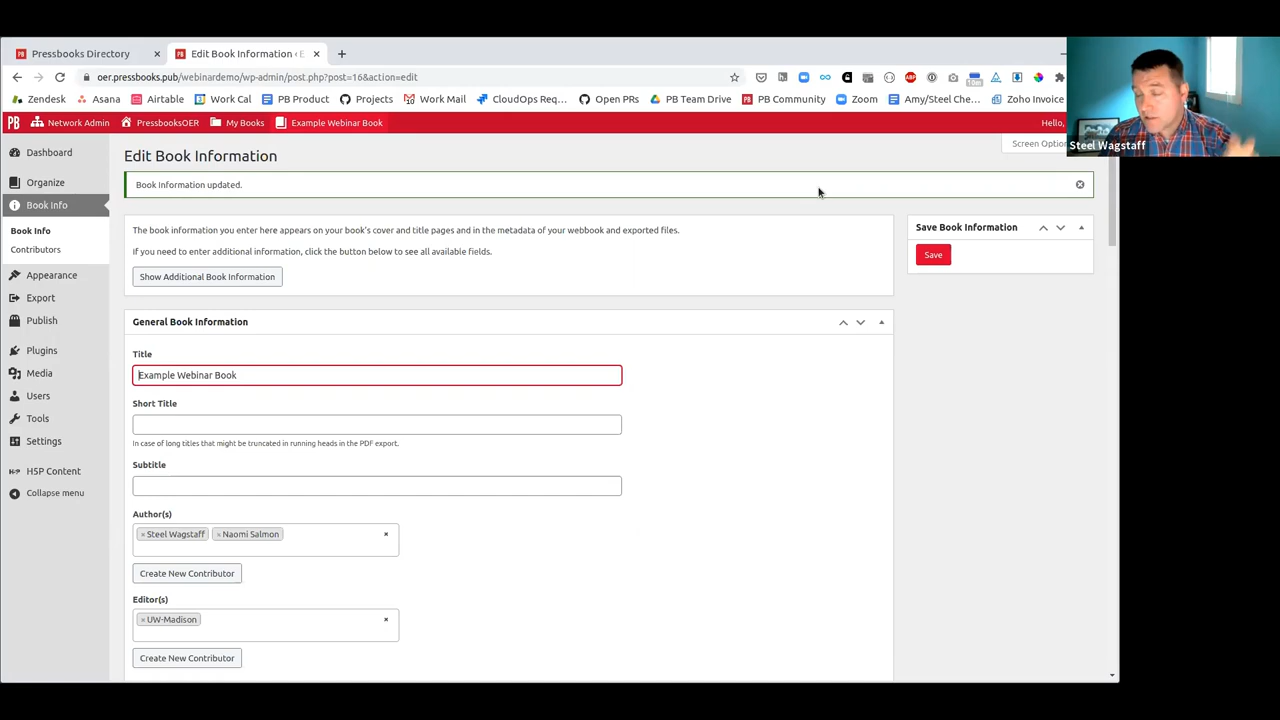 Pressbooks Directory
Edit Book Information ‹ E
oer.pressbooks.pub/webinardemo/wp-admin/post.php?post=16&action=edit
Zendesk Asana Airtable Work Cal PB Product Projects Work Mail CloudOps Req... Open PRs PB Team Drive PB Community Zoom Amy/Steel Che... Zoho Invoice
Network Admin PressbooksOER My Books Example Webinar Book Hello,
Steel Wagstaff
Dashboard
Organize
Book Info
Book Info
Contributors
Appearance
Export
Publish
Plugins
Media
Users
Tools
Settings
H5P Content
Collapse menu
Screen Optio
Edit Book Information
Book Information updated.
The book information you enter here appears on your book's cover and title pages and in the metadata of your webbook and exported files.
If you need to enter additional information, click the button below to see all available fields.
Show Additional Book Information
Save Book Information
Save
General Book Information
Title
Example Webinar Book
Short Title
In case of long titles that might be truncated in running heads in the PDF export.
Subtitle
Author(s)
× Steel Wagstaff × Naomi Salmon ×
Create New Contributor
Editor(s)
× UW-Madison ×
Create New Contributor